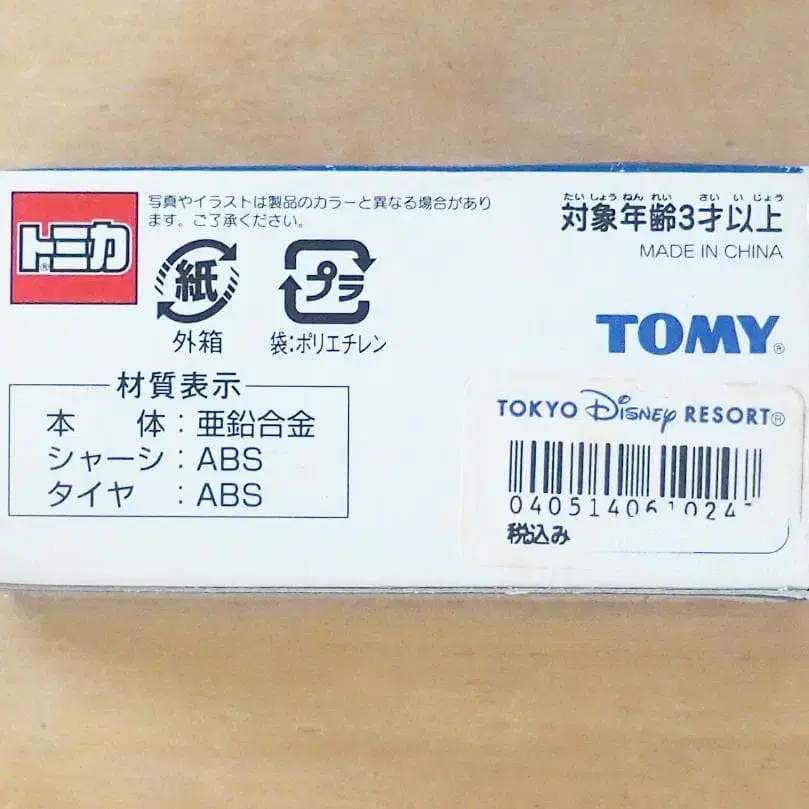 トミカ®
写真やイラストは製品のカラーと異なる場合があり
ます。ご了承ください。
紙
外箱
プラ
袋:ポリエチレン
たいしょうねんれい さいいじょう
対象年齢3才以上
MADE IN CHINA
TOMY®
材質表示
本 体:亜鉛合金
シャーシ:ABS
タイヤ:ABS
TOKYO Disney RESORT®
税込み